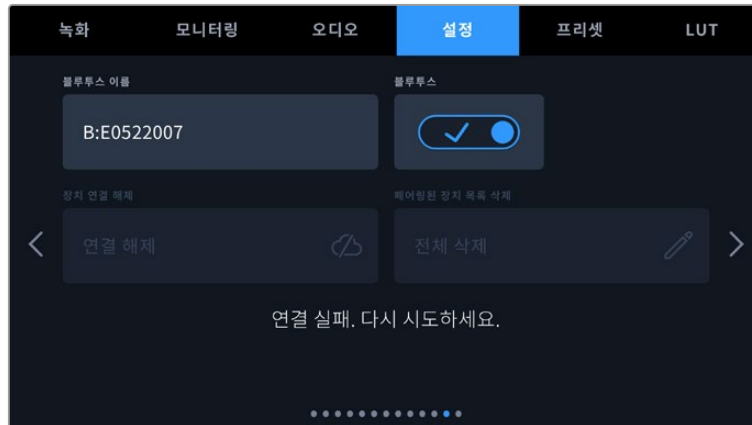 녹화 모니터링 오디오 설정 프리셋 LUT
블루투스 이름 블루투스
B:E0522007
장치 연결 해제 페어링된 장치 목록 삭제
연결 해제 전체 삭제
연결 실패. 다시 시도하세요.